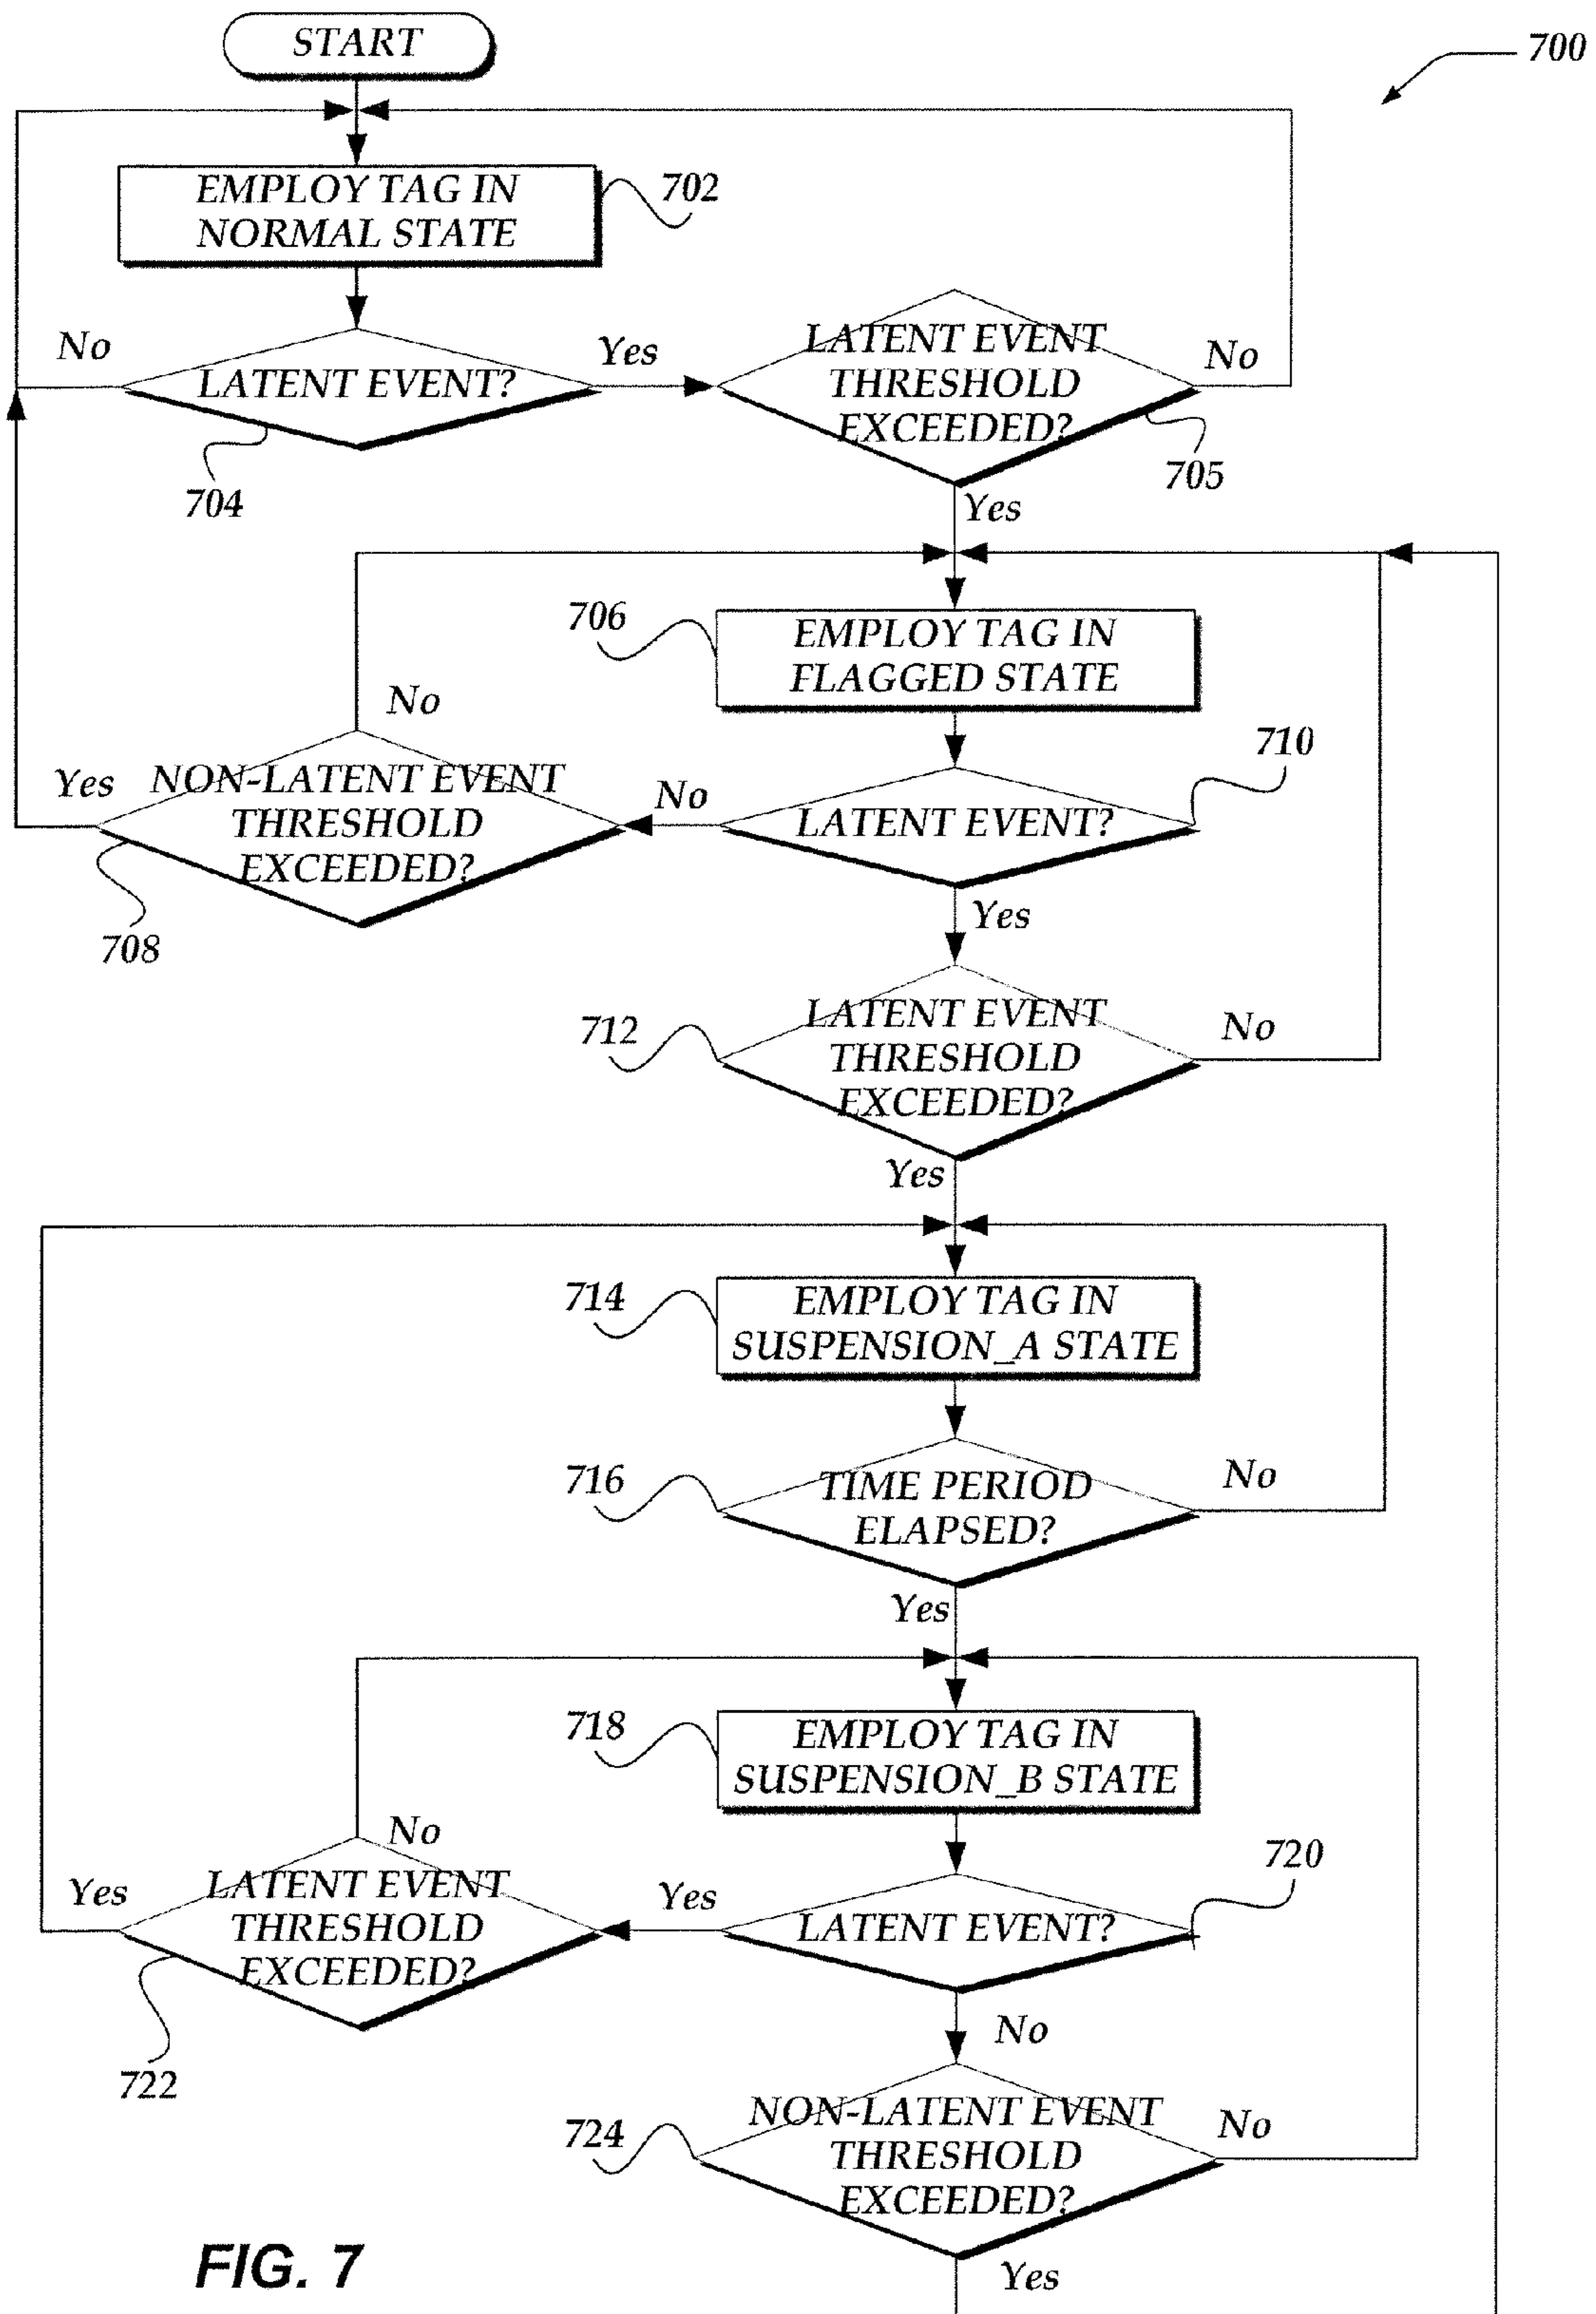 START
700
EMPLOY TAG IN
NORMAL STATE
702
No
LATENT EVENT?
Yes
704
LATENT EVENT
THRESHOLD
EXCEEDED?
No
705
Yes
706
EMPLOY TAG IN
FLAGGED STATE
No
710
Yes
NON-LATENT EVENT
THRESHOLD
EXCEEDED?
No
LATENT EVENT?
708
Yes
712
LATENT EVENT
THRESHOLD
EXCEEDED?
No
Yes
714
EMPLOY TAG IN
SUSPENSION_A STATE
716
TIME PERIOD
ELAPSED?
No
Yes
718
EMPLOY TAG IN
SUSPENSION_B STATE
No
720
Yes
LATENT EVENT
THRESHOLD
EXCEEDED?
Yes
LATENT EVENT?
722
No
724
NON-LATENT EVENT
THRESHOLD
EXCEEDED?
No
Yes
FIG. 7